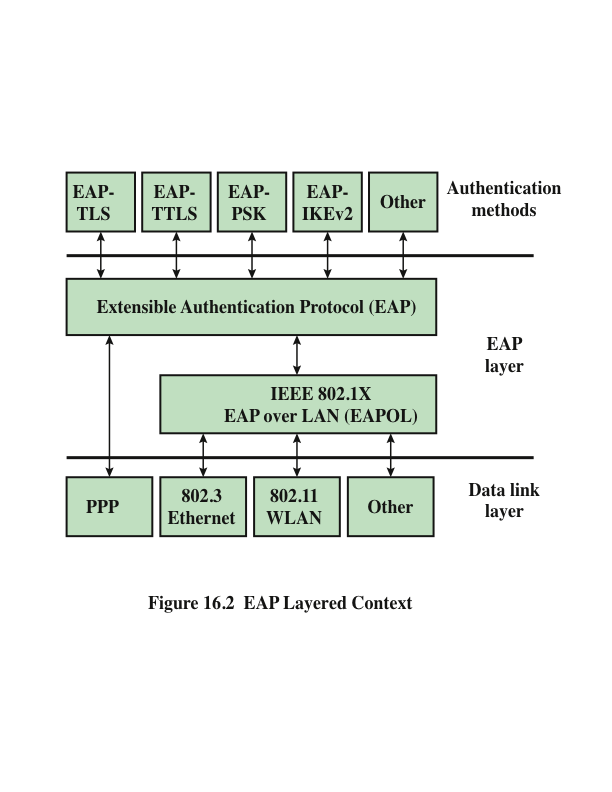 EAP-
TLS
EAP-
TTLS
EAP-
PSK
EAP-
IKEv2
Other
Authentication
methods
Extensible Authentication Protocol (EAP)
EAP
layer
IEEE 802.1X
EAP over LAN (EAPOL)
PPP
802.3
Ethernet
802.11
WLAN
Other
Data link
layer
Figure 16.2 EAP Layered Context